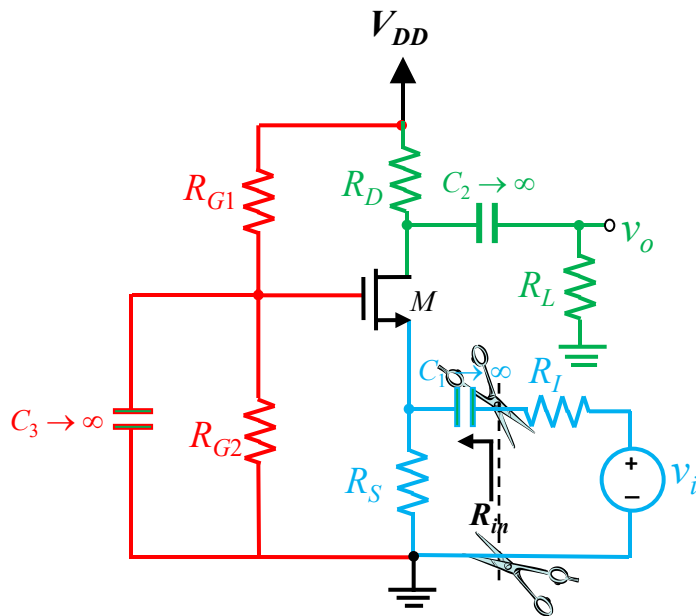 V_DD
R_G1
R_D
C_2 → ∞
v_o
R_L
M
C_1 → ∞
R_I
C_3 → ∞
R_G2
R_S
R_in
+
−
v_i